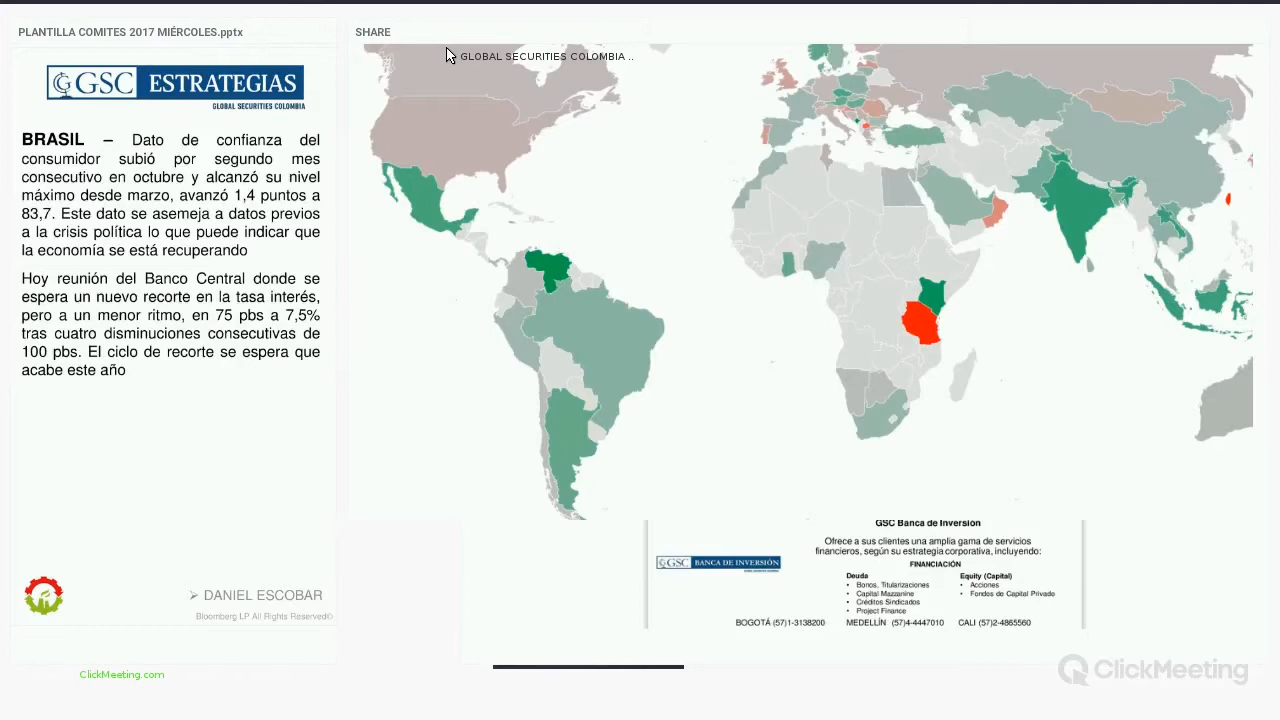 PLANTILLA COMITES 2017 MIÉRCOLES.pptx
GSC ESTRATEGIAS
GLOBAL SECURITIES COLOMBIA
BRASIL – Dato de confianza del
consumidor subió por segundo mes
consecutivo en octubre y alcanzó su nivel
máximo desde marzo, avanzó 1,4 puntos a
83,7. Este dato se asemeja a datos previos
a la crisis política lo que puede indicar que
la economía se está recuperando
Hoy reunión del Banco Central donde se
espera un nuevo recorte en la tasa interés,
pero a un menor ritmo, en 75 pbs a 7,5%
tras cuatro disminuciones consecutivas de
100 pbs. El ciclo de recorte se espera que
acabe este año
➢ DANIEL ESCOBAR
Bloomberg LP All Rights Reserved©
ClickMeeting.com
SHARE
GLOBAL SECURITIES COLOMBIA ..
GSC Banca de Inversión
Ofrece a sus clientes una amplia gama de servicios
financieros, según su estrategia corporativa, incluyendo:
GSC BANCA DE INVERSIÓN
FINANCIACIÓN
Deuda
• Bonos, Titularizaciones
• Capital Mazzanine
• Créditos Sindicados
• Project Finance
Equity (Capital)
• Acciones
• Fondos de Capital Privado
BOGOTÁ (57)1-3138200 MEDELLÍN (57)4-4447010 CALI (57)2-4865560
ClickMeeting